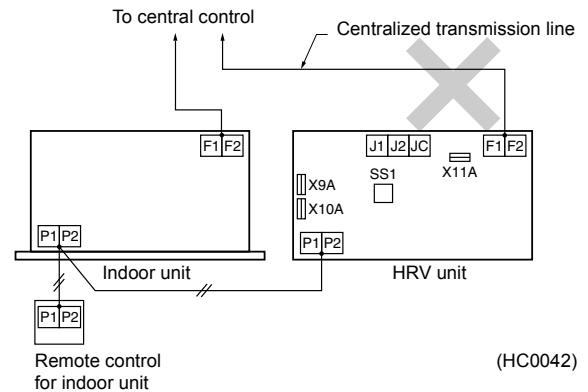 To central control
Centralized transmission line
F1 F2
J1 J2 JC
F1 F2
SS1
X11A
X9A
X10A
P1 P2
P1 P2
Indoor unit
HRV unit
P1 P2
Remote control
for indoor unit
(HC0042)